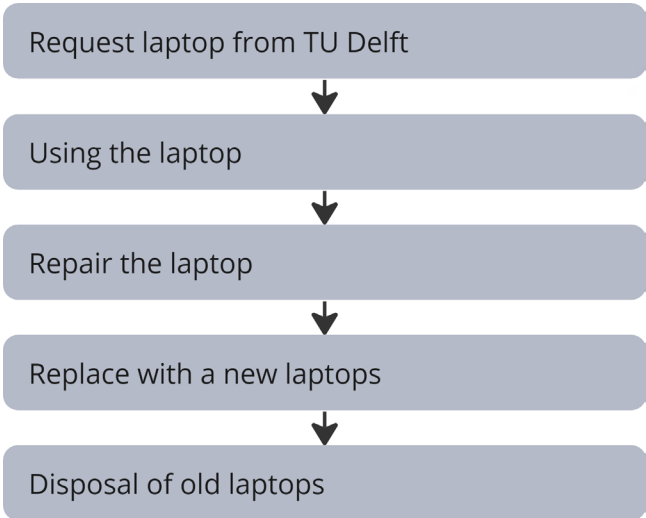 Request laptop from TU Delft
Using the laptop
Repair the laptop
Replace with a new laptops
Disposal of old laptops